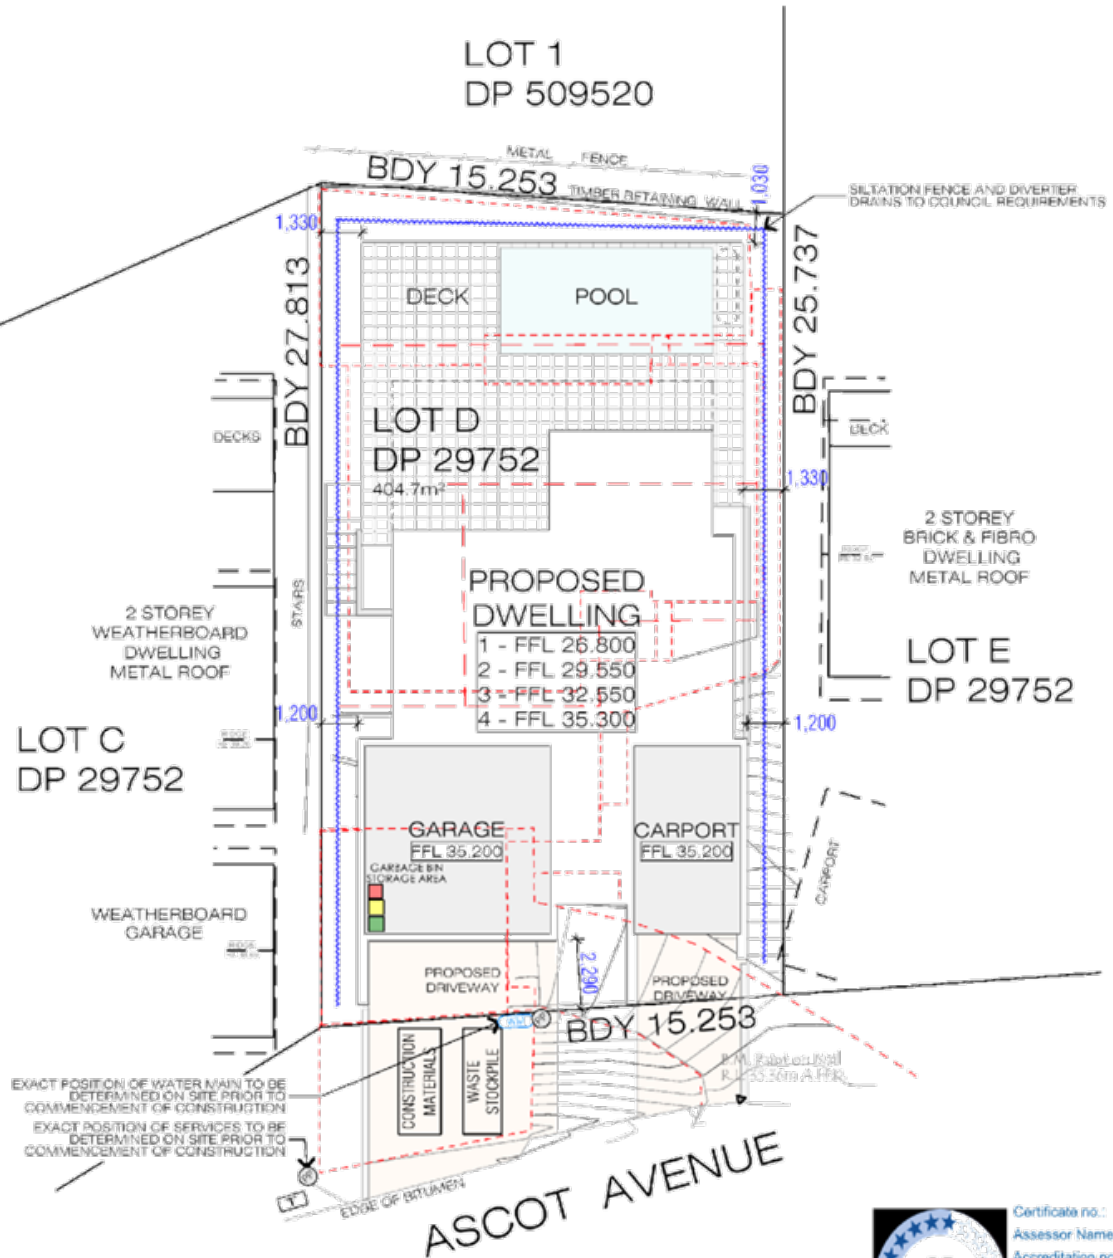 LOT 1
DP 509520
METAL FENCE
BDY 15.253
TIMBER RETAINING WALL
1,030
SILTATION FENCE AND DIVERTER
DRAINS TO COUNCIL REQUIREMENTS
1,330
BDY 27.813
DECK
POOL
BDY 25.737
DECKS
LOT D
DP 29752
404.7m²
DECK
1,330
2 STOREY
BRICK & FIBRO
DWELLING
METAL ROOF
STAIRS
2 STOREY
WEATHERBOARD
DWELLING
METAL ROOF
PROPOSED
DWELLING
1 - FFL 26.800
2 - FFL 29.550
3 - FFL 32.550
4 - FFL 35.300
LOT E
DP 29752
1,200
1,200
LOT C
DP 29752
RIDGE
GARAGE
FFL 35.200
CARPORT
FFL 35.200
GARBAGE BIN
STORAGE AREA
CARPORT
WEATHERBOARD
GARAGE
RIDGE
PROPOSED
DRIVEWAY
2,290
PROPOSED
DRIVEWAY
BDY 15.253
CONSTRUCTION
MATERIALS
WASTE
STOCKPILE
EXACT POSITION OF WATER MAIN TO BE
DETERMINED ON SITE PRIOR TO
COMMENCEMENT OF CONSTRUCTION
EXACT POSITION OF SERVICES TO BE
DETERMINED ON SITE PRIOR TO
COMMENCEMENT OF CONSTRUCTION
PP
T
EDGE OF BITUMEN
ASCOT AVENUE
Certificate no.:
Assessor Name
Accreditation no